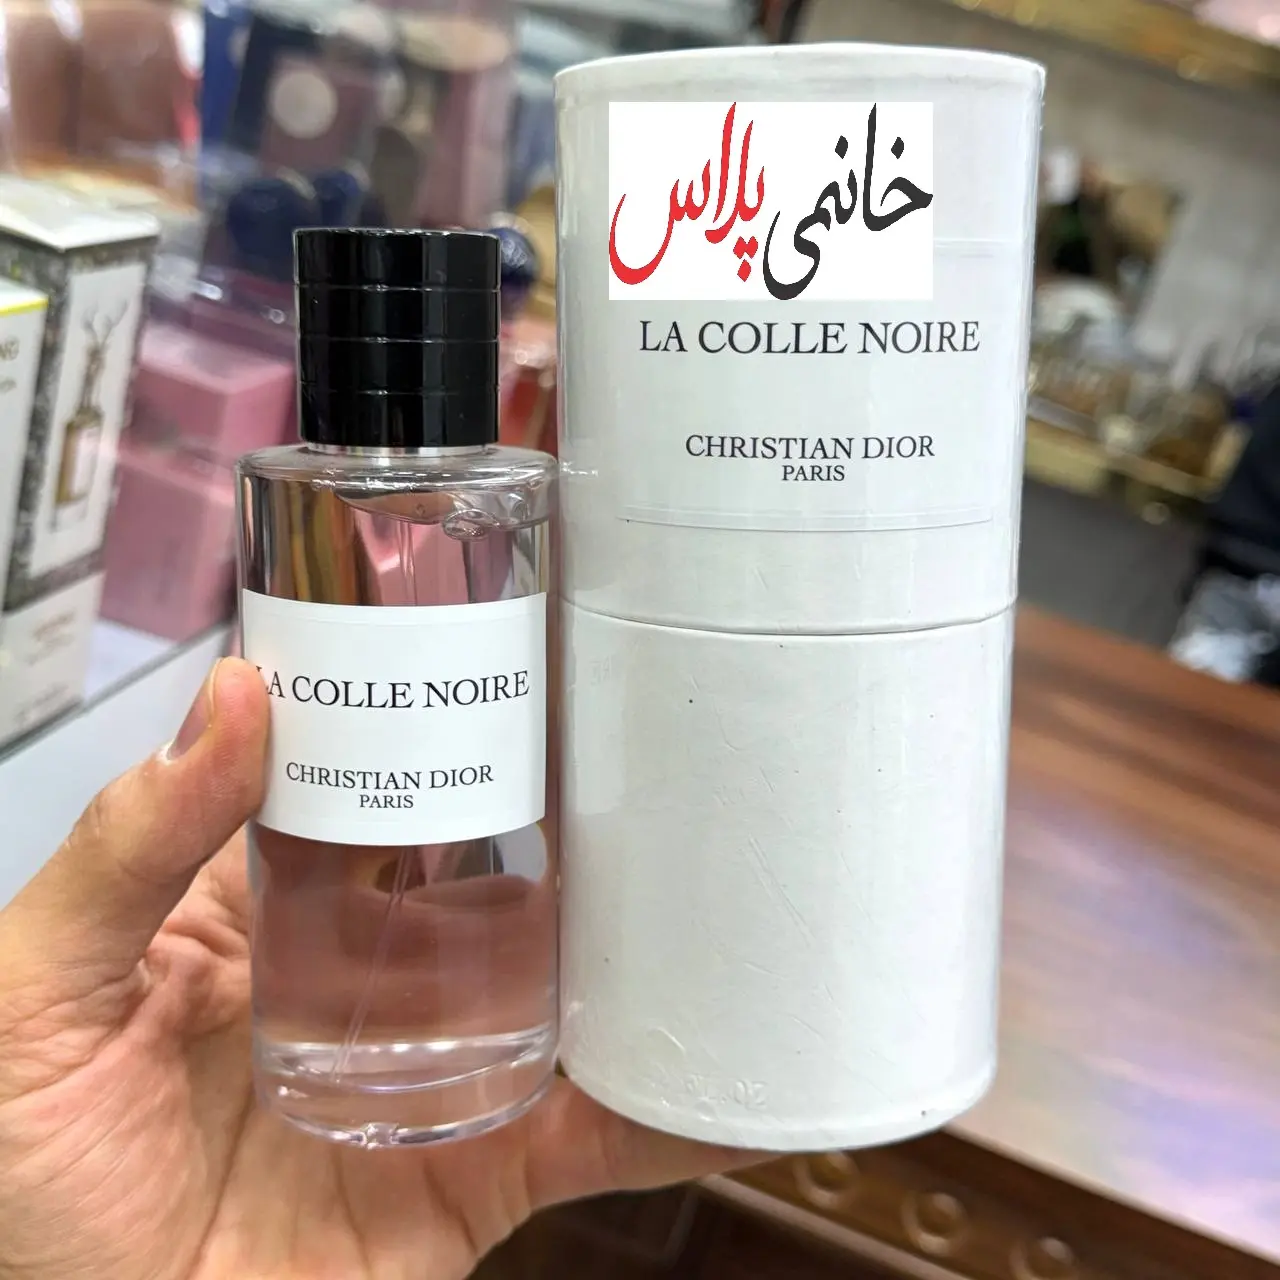 خانمی پلاس
LA COLLE NOIRE
CHRISTIAN DIOR
PARIS
LA COLLE NOIRE
CHRISTIAN DIOR
PARIS